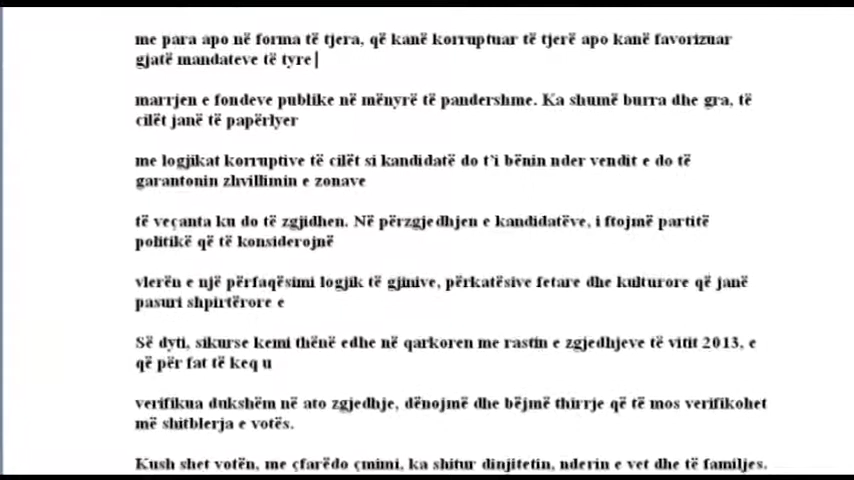 me para apo në forma të tjera, që kanë korruptuar të tjerë apo kanë favorizuar
gjatë mandateve të tyre
marrjen e fondeve publike në mënyrë të pandershme. Ka shumë burra dhe gra, të
cilët janë të papërlyer
me logjikat korruptive të cilët si kandidatë do t'i bënin nder vendit e do të
garantonin zhvillimin e zonave
të veçanta ku do të zgjidhen. Në përzgjedhjen e kandidatëve, i ftojmë partitë
politikë që të konsiderojnë
vlerën e një përfaqësimi logjik të gjinive, përkatësive fetare dhe kulturore që janë
pasuri shpirtërore e
Së dyti, sikurse kemi thënë edhe në qarkoren me rastin e zgjedhjeve të vitit 2013, e
që për fat të keq u
verifikua dukshëm në ato zgjedhje, dënojmë dhe bëjmë thirrje që të mos verifikohet
më shitblerja e votës.
Kush shet votën, me çfarëdo çmimi, ka shitur dinjitetin, nderin e vet dhe të familjes.